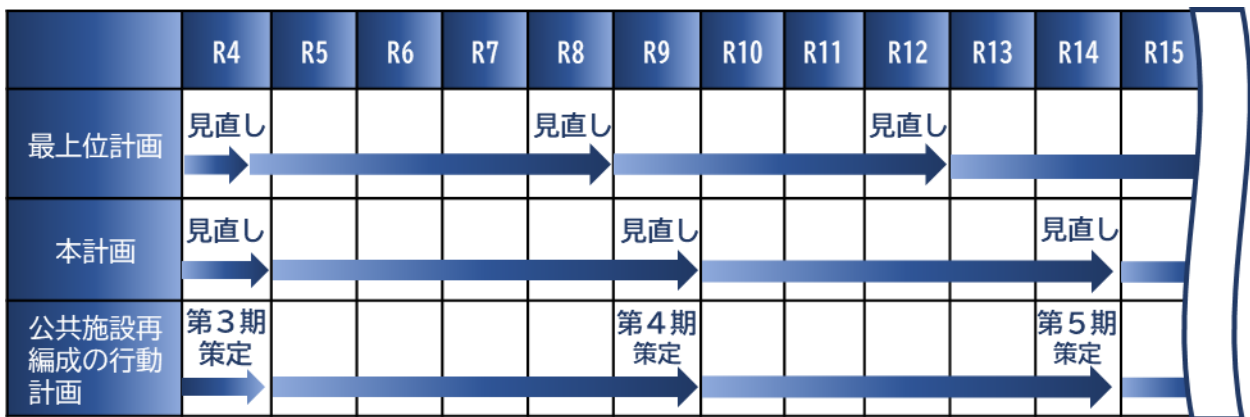 R4 R5 R6 R7 R8 R9 R10 R11 R12 R13 R14 R15
最上位計画 見直し 見直し 見直し
本計画 見直し 見直し 見直し
公共施設再 第3期 第4期 第5期
編成の行動 策定 策定 策定
計画